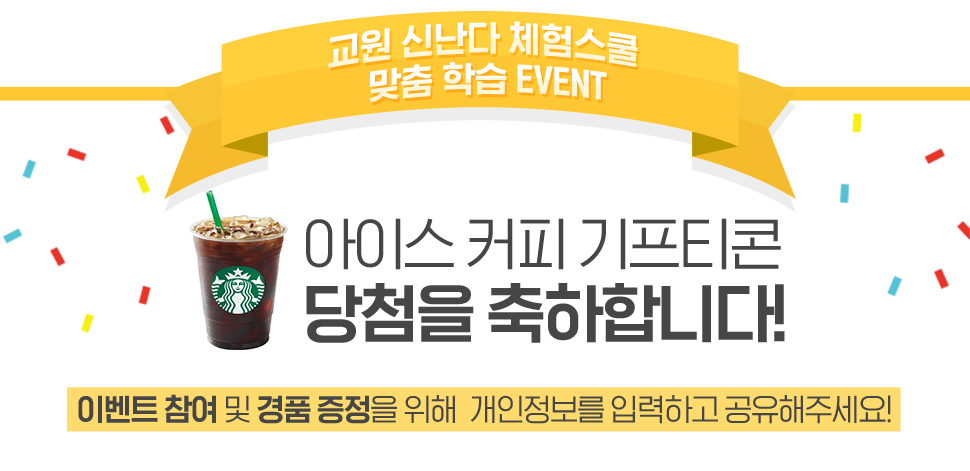 교원 신난다 체험스쿨
맞춤 학습 EVENT
아이스 커피 기프티콘
당첨을 축하합니다!
이벤트 참여 및 경품 증정을 위해 개인정보를 입력하고 공유해주세요!